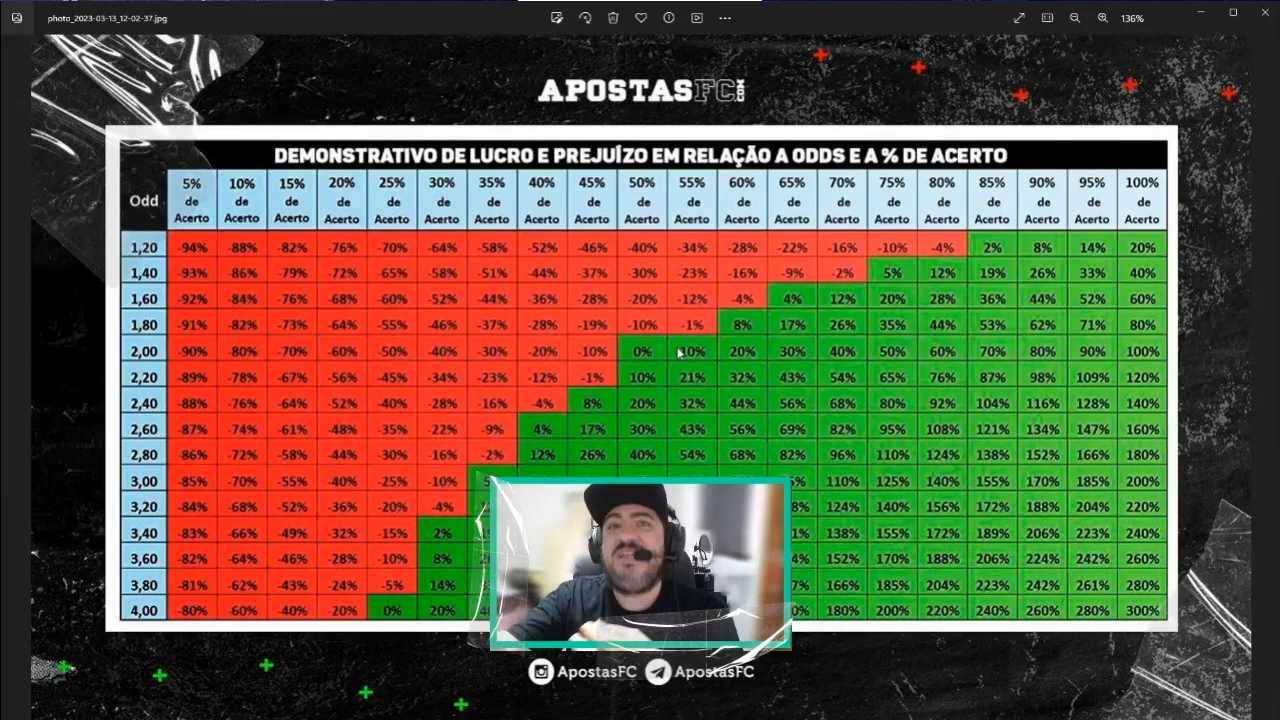 photo_2023-03-13_12-02-37.jpg
136%
APOSTASFC.COM
DEMONSTRATIVO DE LUCRO E PREJUÍZO EM RELAÇÃO A ODDS E A % DE ACERTO
Odd 5% de Acerto 10% de Acerto 15% de Acerto 20% de Acerto 25% de Acerto 30% de Acerto 35% de Acerto 40% de Acerto 45% de Acerto 50% de Acerto 55% de Acerto 60% de Acerto 65% de Acerto 70% de Acerto 75% de Acerto 80% de Acerto 85% de Acerto 90% de Acerto 95% de Acerto 100% de Acerto
1,20 -94% -88% -82% -76% -70% -64% -58% -52% -46% -40% -34% -28% -22% -16% -10% -4% 2% 8% 14% 20%
1,40 -93% -86% -79% -72% -65% -58% -51% -44% -37% -30% -23% -16% -9% -2% 5% 12% 19% 26% 33% 40%
1,60 -92% -84% -76% -68% -60% -52% -44% -36% -28% -20% -12% -4% 4% 12% 20% 28% 36% 44% 52% 60%
1,80 -91% -82% -73% -64% -55% -46% -37% -28% -19% -10% -1% 8% 17% 26% 35% 44% 53% 62% 71% 80%
2,00 -90% -80% -70% -60% -50% -40% -30% -20% -10% 0% 10% 20% 30% 40% 50% 60% 70% 80% 90% 100%
2,20 -89% -78% -67% -56% -45% -34% -23% -12% -1% 10% 21% 32% 43% 54% 65% 76% 87% 98% 109% 120%
2,40 -88% -76% -64% -52% -40% -28% -16% -4% 8% 20% 32% 44% 56% 68% 80% 92% 104% 116% 128% 140%
2,60 -87% -74% -61% -48% -35% -22% -9% 4% 17% 30% 43% 56% 69% 82% 95% 108% 121% 134% 147% 160%
2,80 -86% -72% -58% -44% -30% -16% -2% 12% 26% 40% 54% 68% 82% 96% 110% 124% 138% 152% 166% 180%
3,00 -85% -70% -55% -40% -25% -10% 110% 125% 140% 155% 170% 185% 200%
3,20 -84% -68% -52% -36% -20% -4% 124% 140% 156% 172% 188% 204% 220%
3,40 -83% -66% -49% -32% -15% 2% 138% 155% 172% 189% 206% 223% 240%
3,60 -82% -64% -46% -28% -10% 8% 152% 170% 188% 206% 224% 242% 260%
3,80 -81% -62% -43% -24% -5% 14% 166% 185% 204% 223% 242% 261% 280%
4,00 -80% -60% -40% -20% 0% 20% 180% 200% 220% 240% 260% 280% 300%
ApostasFC ApostasFC